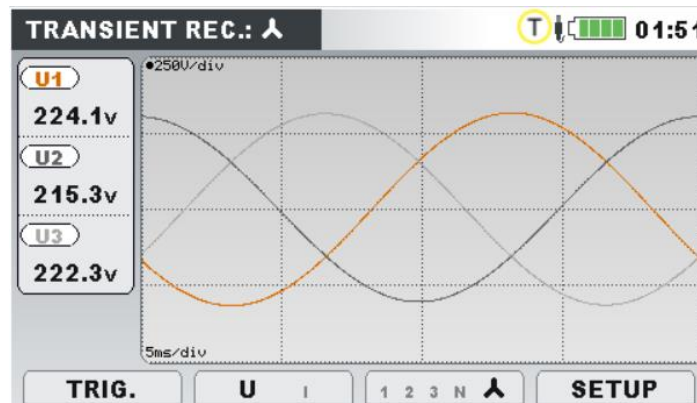 TRANSIENT REC.:
T 01:51
●250V/div
U1
224.1v
U2
215.3v
U3
222.3v
5ms/div
TRIG.
U I
1 2 3 N
SETUP